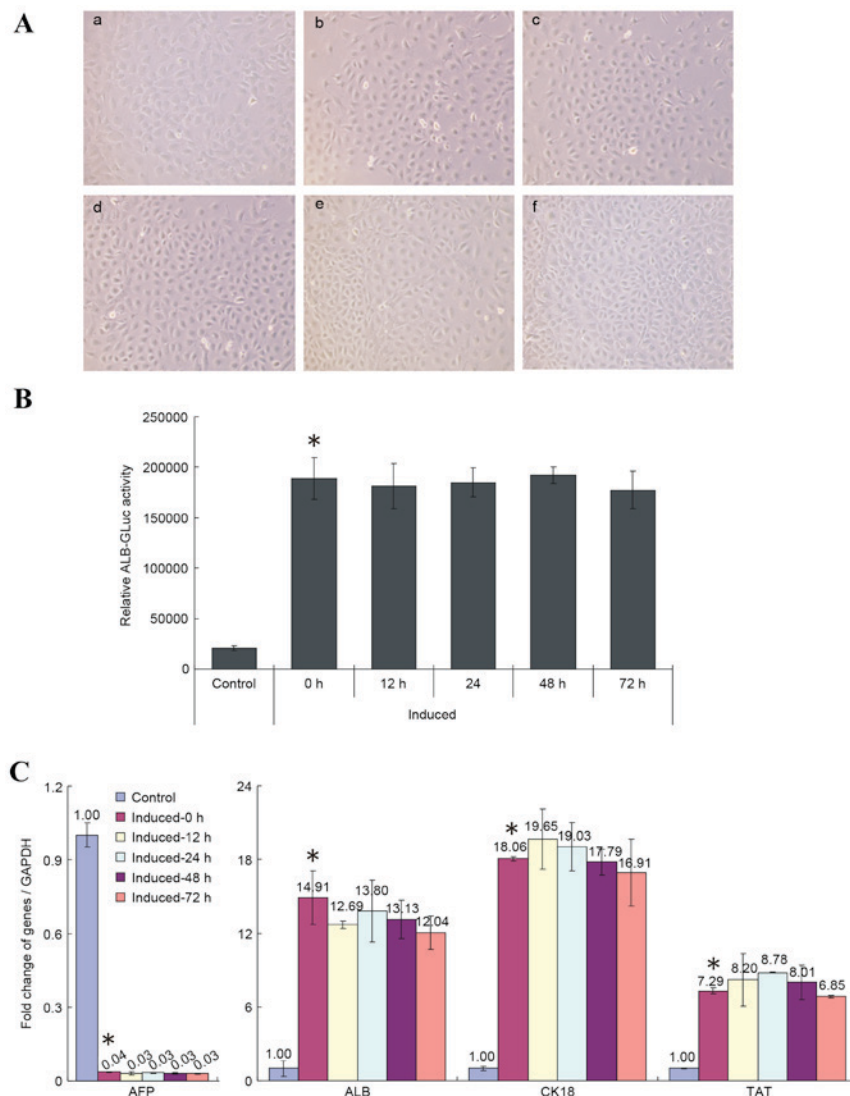 A
a
b
c
d
e
f
B
250000
200000
150000
100000
50000
0
Relative ALB-GLuc activity
*
Control
0 h
12 h
24
48 h
72 h
Induced
C
1.2
0.9
0.6
0.3
0
Fold change of genes / GAPDH
Control
Induced-0 h
Induced-12 h
Induced-24 h
Induced-48 h
Induced-72 h
1.00
*
0.04
0.03
0.03
0.03
0.03
AFP
24
18
12
6
0
1.00
*
14.91
12.69
13.80
13.13
12.04
ALB
1.00
*
18.06
19.65
19.03
17.79
16.91
CK18
1.00
*
7.29
8.20
8.78
8.01
6.85
TAT